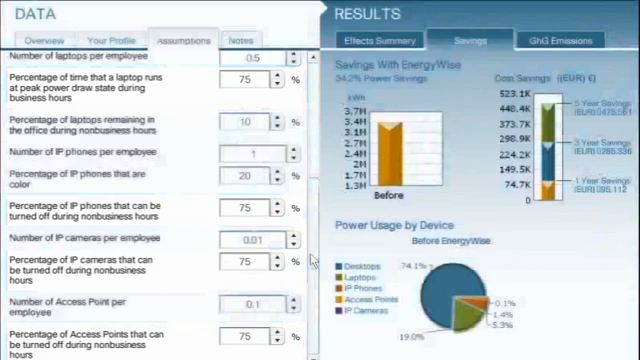 DATA
Overview
Your Profile
Assumptions
Notes
Number of laptops per employee
0.5
Percentage of time that a laptop runs
at peak power draw state during
business hours
75
%
Percentage of laptops remaining in
the office during nonbusiness hours
10
%
Number of IP phones per employee
1
Percentage of IP phones that are
color
20
%
Percentage of IP phones that can be
turned off during nonbusiness hours
75
%
Number of IP cameras per employee
0.01
Percentage of IP cameras that can
be turned off during nonbusiness
hours
75
%
Number of Access Point per
employee
0.1
Percentage of Access Points that can
be turned off during nonbusiness
hours
75
%
RESULTS
Effects Summary
Savings
GhG Emissions
Savings With EnergyWise
34.2% Power Savings
kWh
3.7M
3.4M
3.1M
2.7M
2.4M
2M
1.7M
1.3M
Before
Cost Savings ((EUR) €)
523.1K
448.4K
373.7K
298.9K
224.2K
149.5K
74.7K
0
5 Year Savings
3 Year Savings
1 Year Savings
Power Usage by Device
Before EnergyWise
Desktops
Laptops
IP Phones
Access Points
IP Cameras
74.1%
0.1%
1.4%
5.3%
19.0%